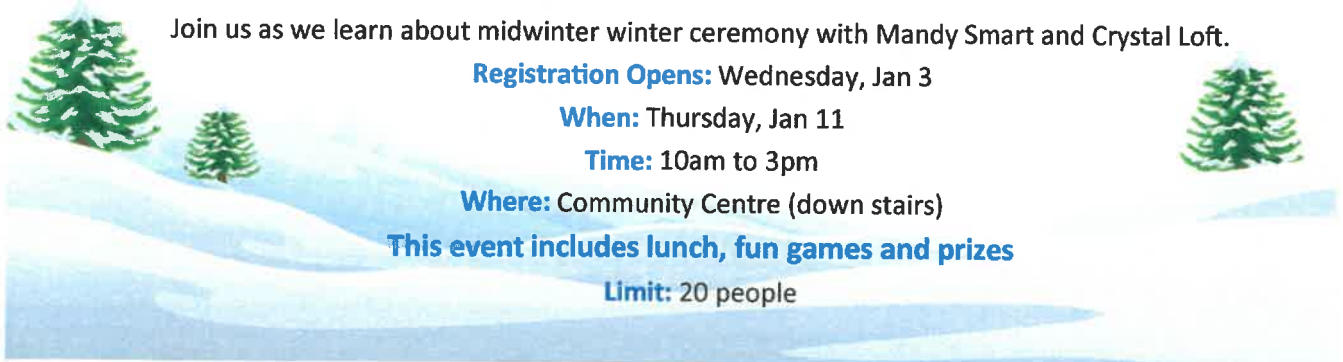 Join us as we learn about midwinter winter ceremony with Mandy Smart and Crystal Loft.
Registration Opens: Wednesday, Jan 3
When: Thursday, Jan 11
Time: 10am to 3pm
Where: Community Centre (down stairs)
This event includes lunch, fun games and prizes
Limit: 20 people